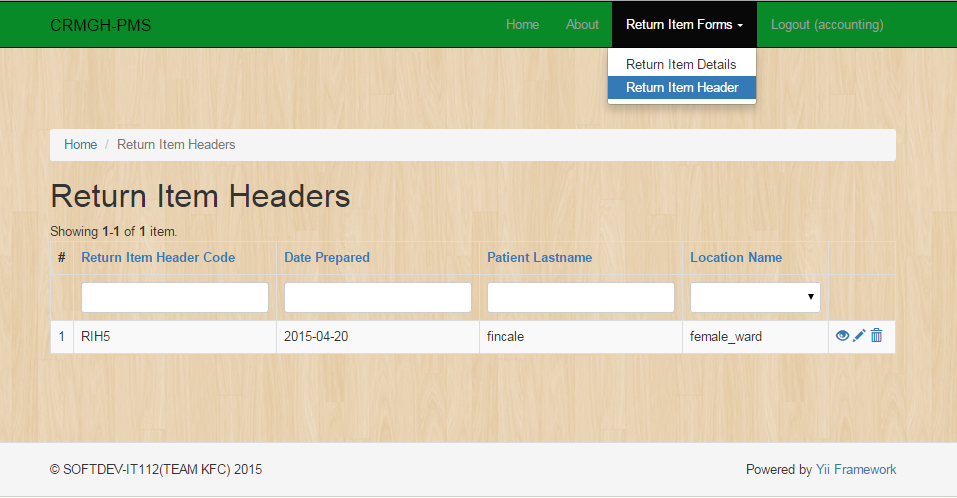 CRMGH-PMS Home About Return Item Forms Logout (accounting)
Return Item Details
Return Item Header
Home / Return Item Headers
Return Item Headers
Showing 1-1 of 1 item.
# Return Item Header Code Date Prepared Patient Lastname Location Name
1 RIH5 2015-04-20 fincale female_ward
© SOFTDEV-IT112(TEAM KFC) 2015 Powered by Yii Framework